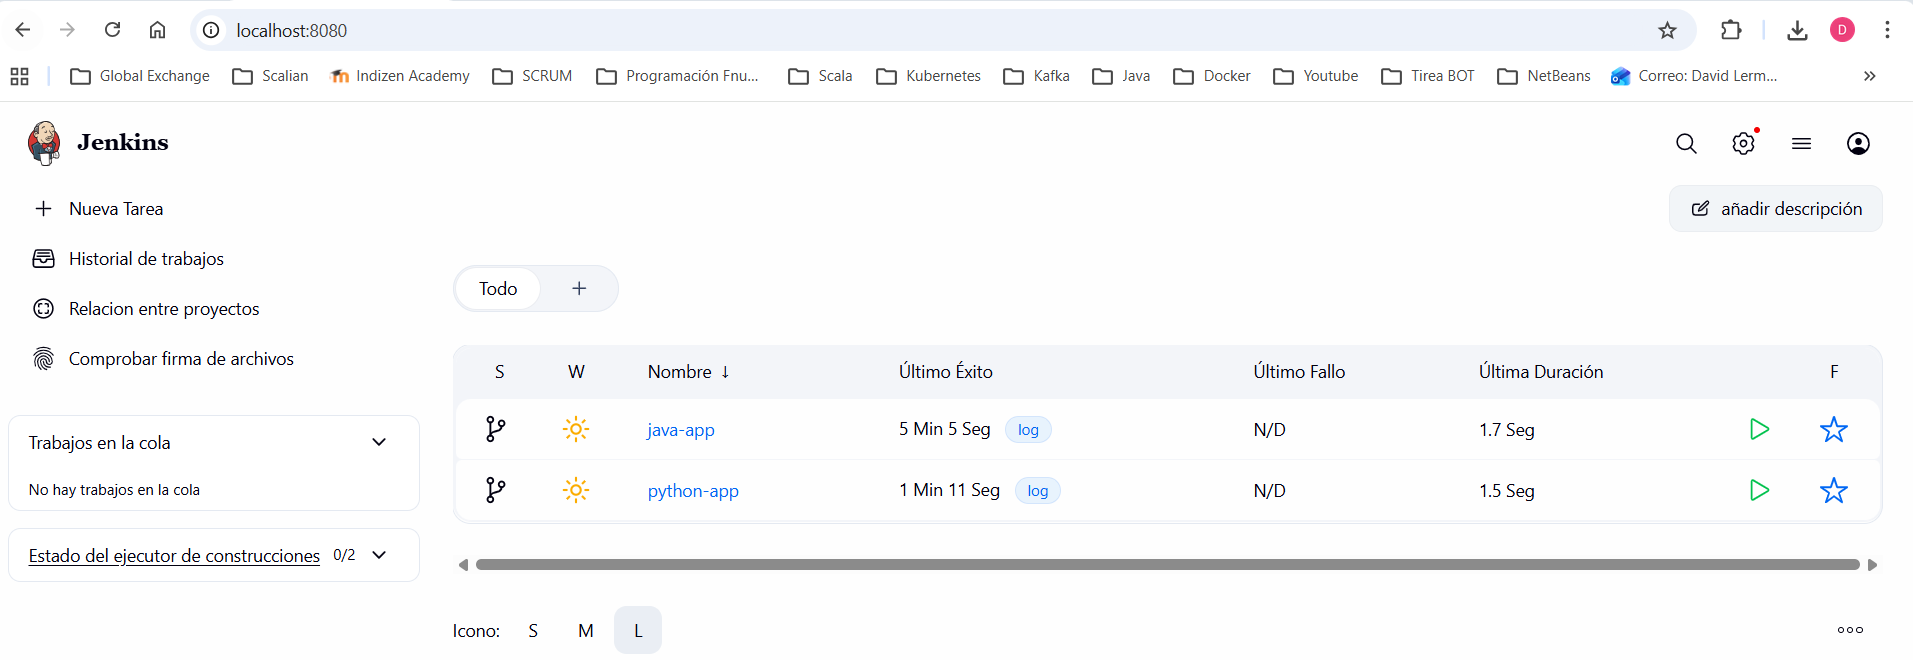 localhost:8080
D
Global Exchange
Scalian
Indizen Academy
SCRUM
Programación Fnu...
Scala
Kubernetes
Kafka
Java
Docker
Youtube
Tirea BOT
NetBeans
Correo: David Lerm...
Jenkins
Nueva Tarea
añadir descripción
Historial de trabajos
Relacion entre proyectos
Comprobar firma de archivos
Todo
S W Nombre ↓ Último Éxito Último Fallo Última Duración F
java-app 5 Min 5 Seg log N/D 1.7 Seg
python-app 1 Min 11 Seg log N/D 1.5 Seg
Trabajos en la cola
No hay trabajos en la cola
Estado del ejecutor de construcciones 0/2
Icono: S M L